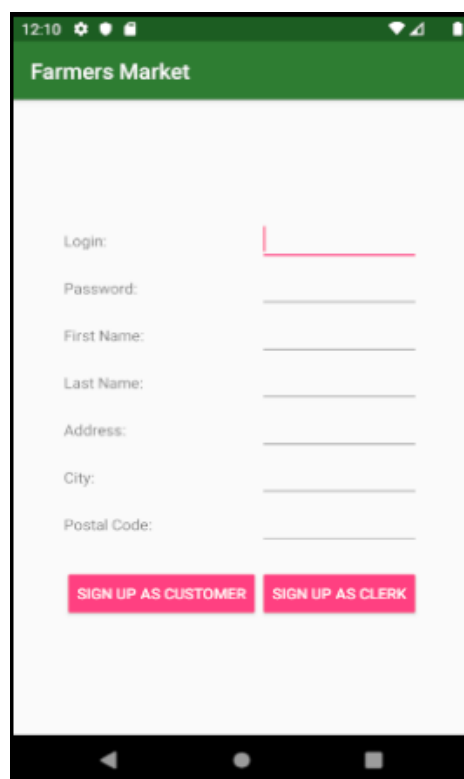 12:10
Farmers Market
Login:
Password:
First Name:
Last Name:
Address:
City:
Postal Code:
SIGN UP AS CUSTOMER SIGN UP AS CLERK